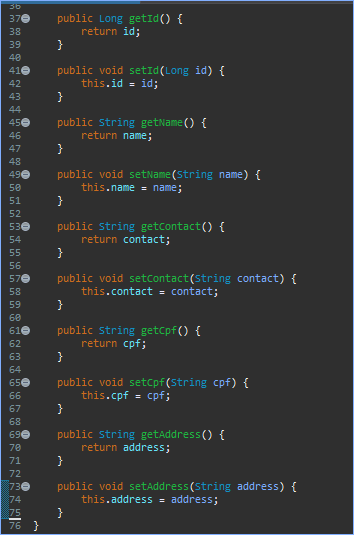 36
37 public Long getId() {
38 return id;
39 }
40
41 public void setId(Long id) {
42 this.id = id;
43 }
44
45 public String getName() {
46 return name;
47 }
48
49 public void setName(String name) {
50 this.name = name;
51 }
52
53 public String getContact() {
54 return contact;
55 }
56
57 public void setContact(String contact) {
58 this.contact = contact;
59 }
60
61 public String getCpf() {
62 return cpf;
63 }
64
65 public void setCpf(String cpf) {
66 this.cpf = cpf;
67 }
68
69 public String getAddress() {
70 return address;
71 }
72
73 public void setAddress(String address) {
74 this.address = address;
75 }
76 }